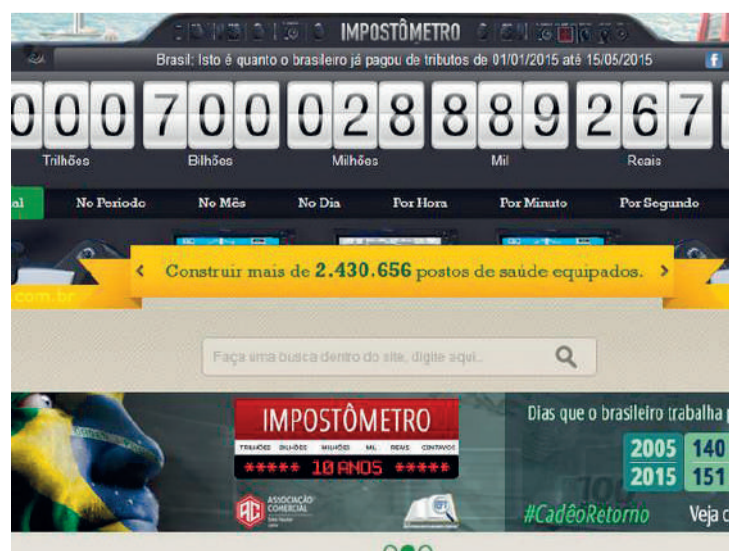 IMPOSTÔMETRO
Brasil: Isto é quanto o brasileiro já pagou de tributos de 01/01/2015 até 15/05/2015
000 700 028 889 267
Trilhões Bilhões Milhões Mil Reais
al No Período No Mês No Dia Por Hora Por Minuto Por Segundo
Construir mais de 2.430.656 postos de saúde equipados.
com.br
Faça uma busca dentro do site, digite aqui..
IMPOSTÔMETRO
TRILHÕES BILHÕES MILHÕES MIL REAIS CENTAVOS
***** 10 ANOS *****
ASSOCIAÇÃO
COMERCIAL
Dias que o brasileiro trabalha p
2005 140
2015 151
#CadêoRetorno Veja c